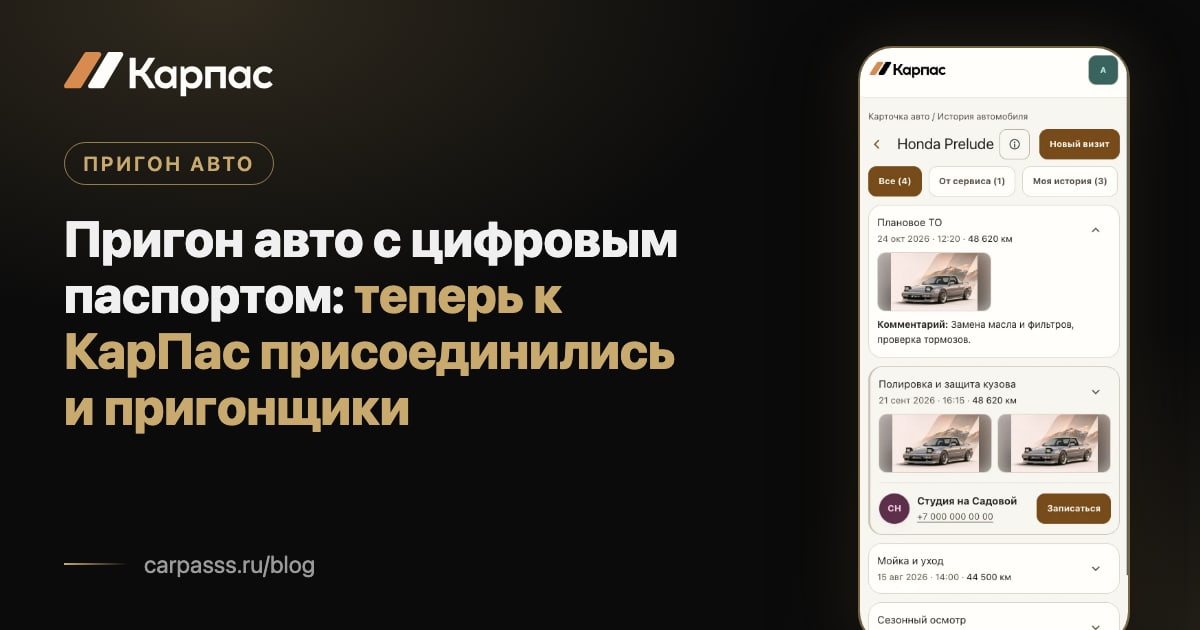 Карпас
ПРИГОН АВТО
Пригон авто с цифровым
паспортом: теперь к
КарПас присоединились
и пригонщики
carpasss.ru/blog
Карпас
А
Карточка авто / История автомобиля
Honda Prelude
Новый визит
Все (4)
От сервиса (1)
Моя история (3)
Плановое ТО
24 окт 2026 · 12:20 · 48 620 км
Комментарий: Замена масла и фильтров,
проверка тормозов.
Полировка и защита кузова
21 сент 2026 · 16:15 · 48 620 км
СН
Студия на Садовой
+7 000 000 00 00
Записаться
Мойка и уход
15 авг 2026 · 14:00 · 44 500 км
Сезонный осмотр